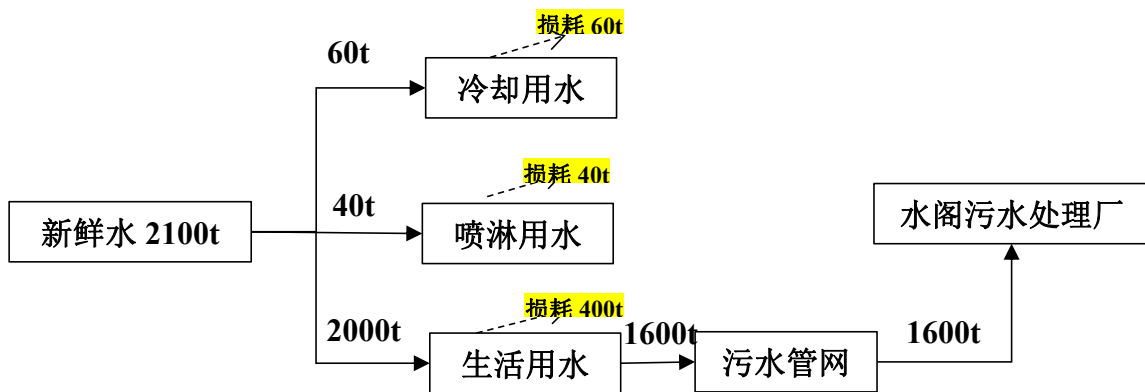 损耗 60t
60t
冷却用水
损耗 40t
40t
新鲜水 2100t
喷淋用水
水阁污水处理厂
损耗 400t
2000t
生活用水
1600t
污水管网
1600t